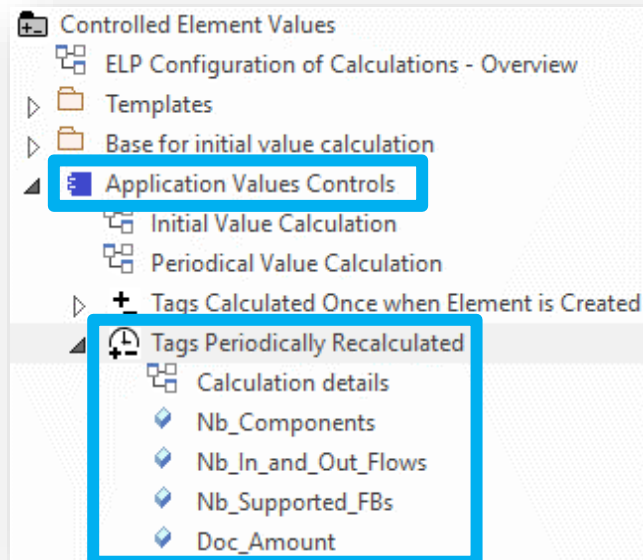 Controlled Element Values
ELP Configuration of Calculations - Overview
Templates
Base for initial value calculation
Application Values Controls
Initial Value Calculation
Periodical Value Calculation
Tags Calculated Once when Element is Created
Tags Periodically Recalculated
Calculation details
Nb_Components
Nb_In_and_Out_Flows
Nb_Supported_FBs
Doc_Amount